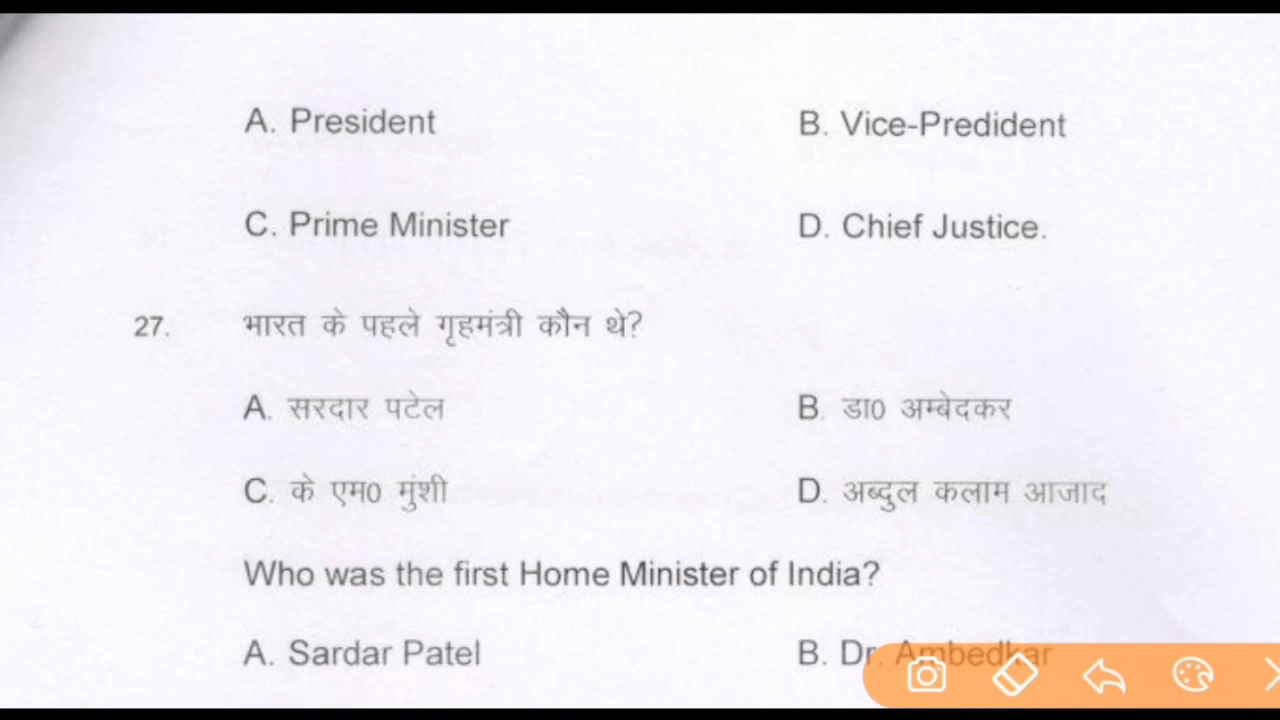 A. President B. Vice-Predident
C. Prime Minister D. Chief Justice.
27. भारत के पहले गृहमंत्री कौन थे?
A. सरदार पटेल B. डा0 अम्बेदकर
C. के एम0 मुंशी D. अब्दुल कलाम आजाद
Who was the first Home Minister of India?
A. Sardar Patel B. Dr. Ambedkar